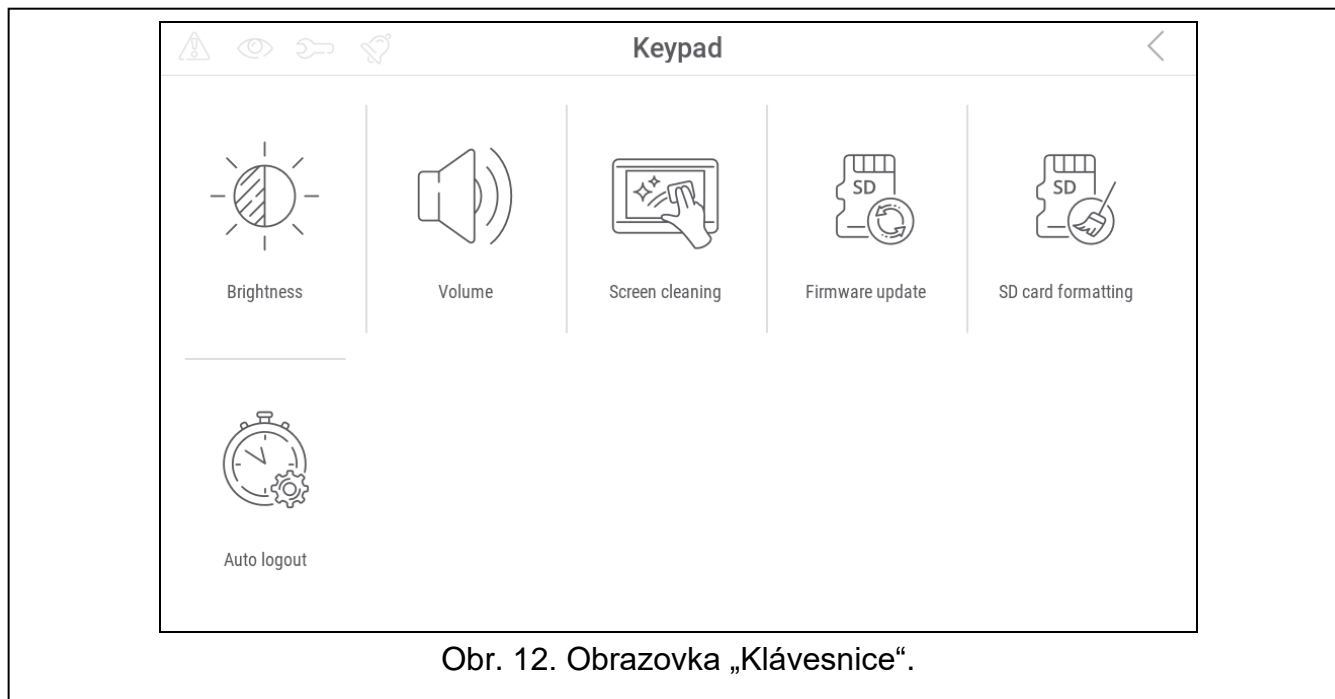 Keypad
Brightness
Volume
Screen cleaning
SD
Firmware update
SD
SD card formatting
Auto logout
Obr. 12. Obrazovka „Klávesnice“.